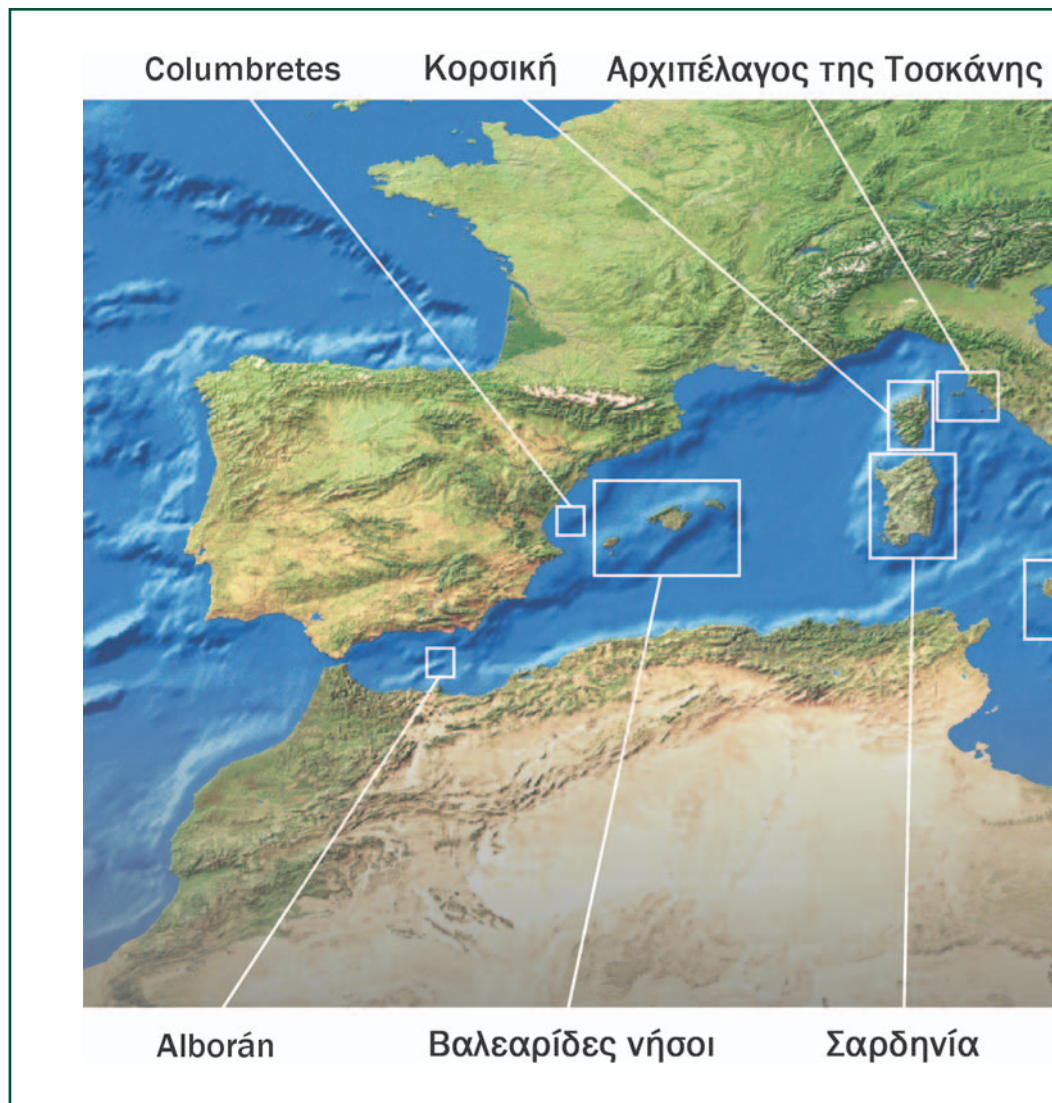 Columbretes
Κορσική
Αρχιπέλαγος της Τοσκάνης
Alborán
Βαλεαρίδες νήσοι
Σαρδηνία